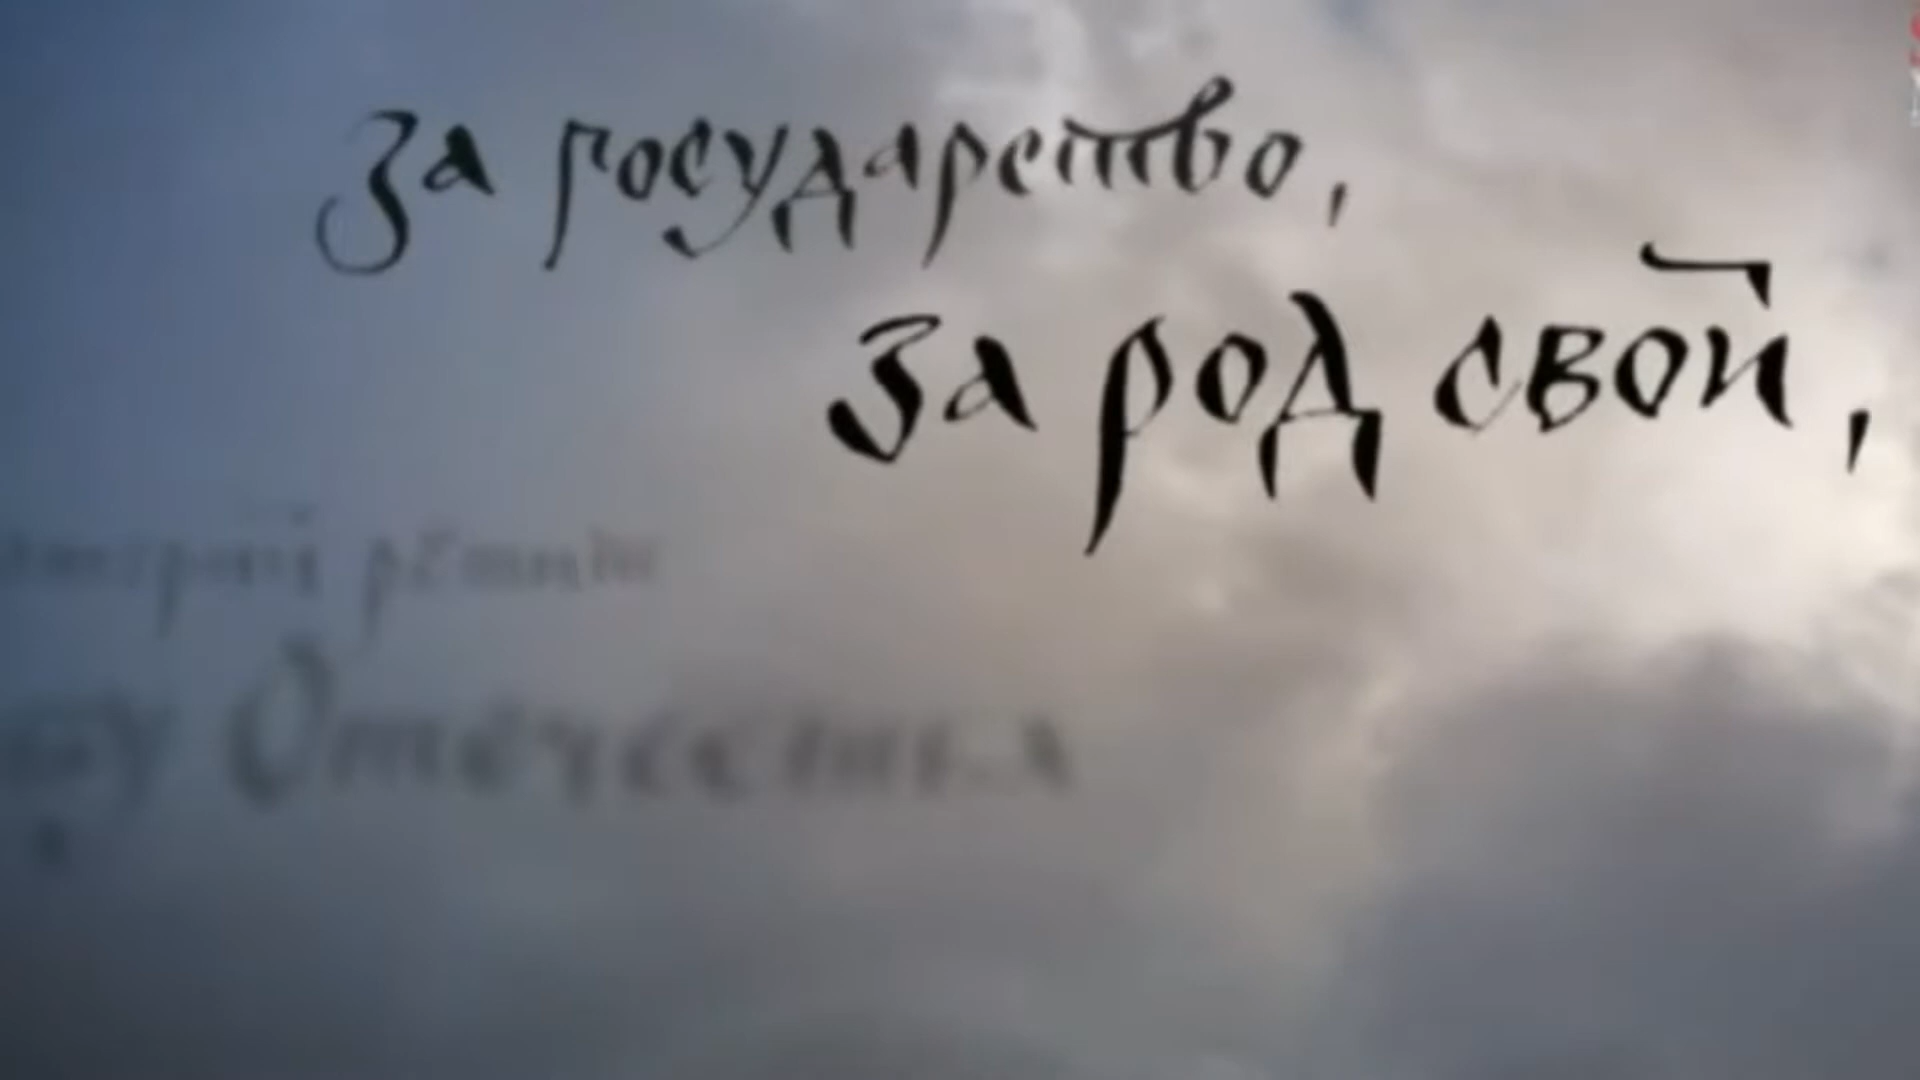 за государство,
за род свой,
Отечества